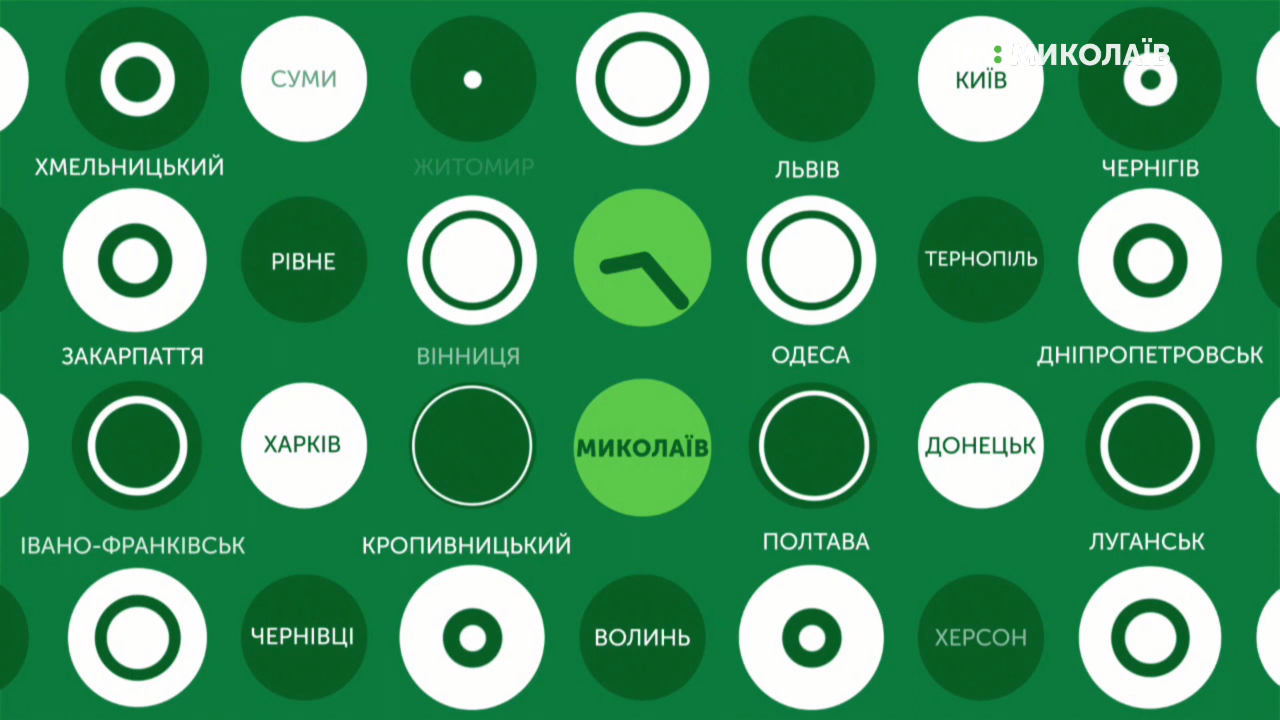 : МИКОЛАЇВ
СУМИ
КИЇВ
ХМЕЛЬНИЦЬКИЙ
ЖИТОМИР
ЛЬВІВ
ЧЕРНІГІВ
РІВНЕ
ТЕРНОПІЛЬ
ЗАКАРПАТТЯ
ВІННИЦЯ
ОДЕСА
ДНІПРОПЕТРОВСЬК
ХАРКІВ
МИКОЛАЇВ
ДОНЕЦЬК
ІВАНО-ФРАНКІВСЬК
КРОПИВНИЦЬКИЙ
ПОЛТАВА
ЛУГАНСЬК
ЧЕРНІВЦІ
ВОЛИНЬ
ХЕРСОН